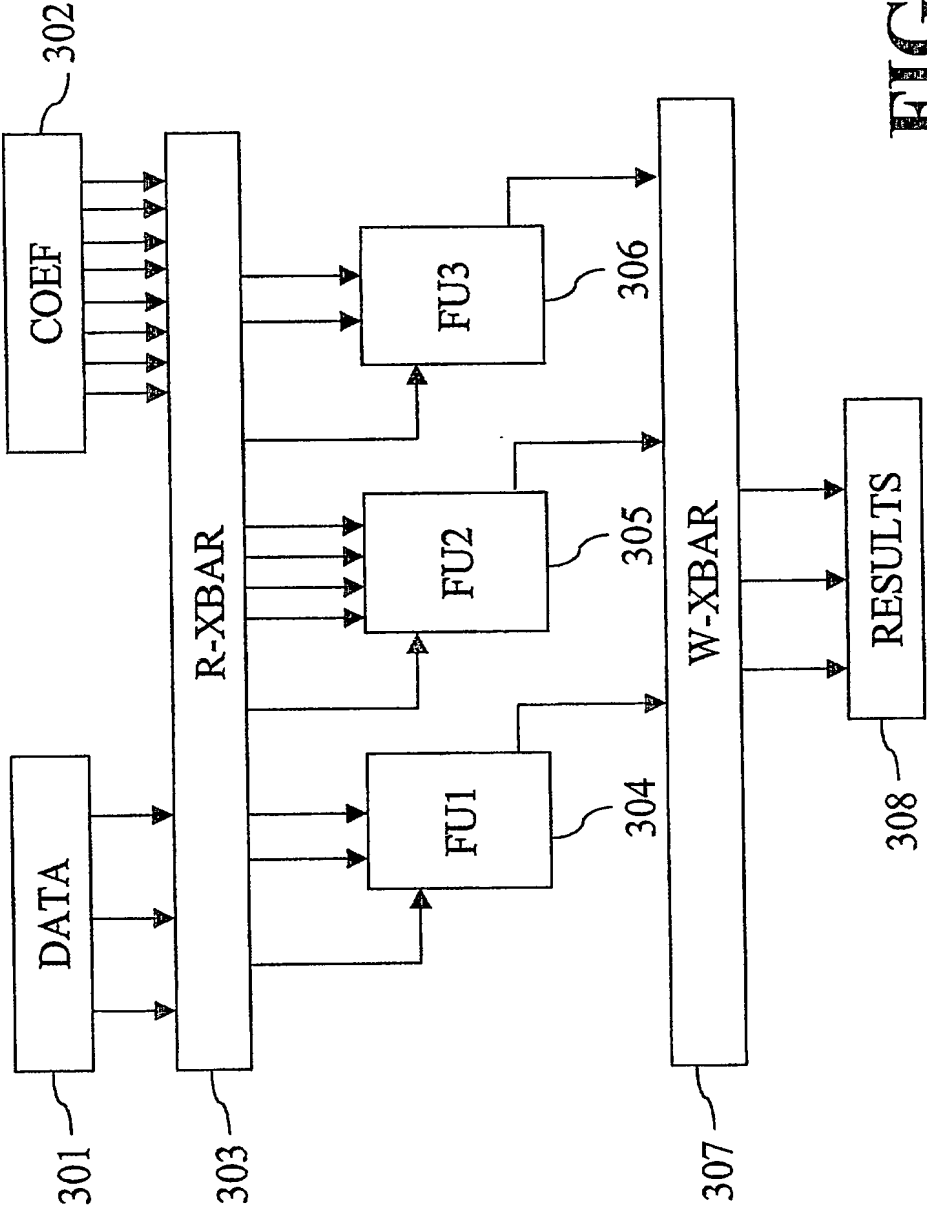 302
COEF
DATA
301
R-XBAR
303
FU1
FU2
FU3
304
305
306
W-XBAR
307
RESULTS
308
FIG